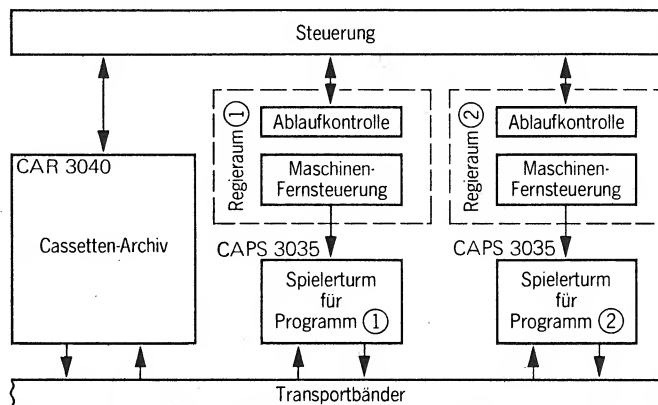 Steuerung
CAR 3040
Cassetten-Archiv
Regieraum 1
Ablaufkontrolle
Maschinen-
Fernsteuerung
CAPS 3035
Spielerturm
für
Programm 1
Regieraum 2
Ablaufkontrolle
Maschinen-
Fernsteuerung
CAPS 3035
Spielerturm
für
Programm 2
Transportbänder